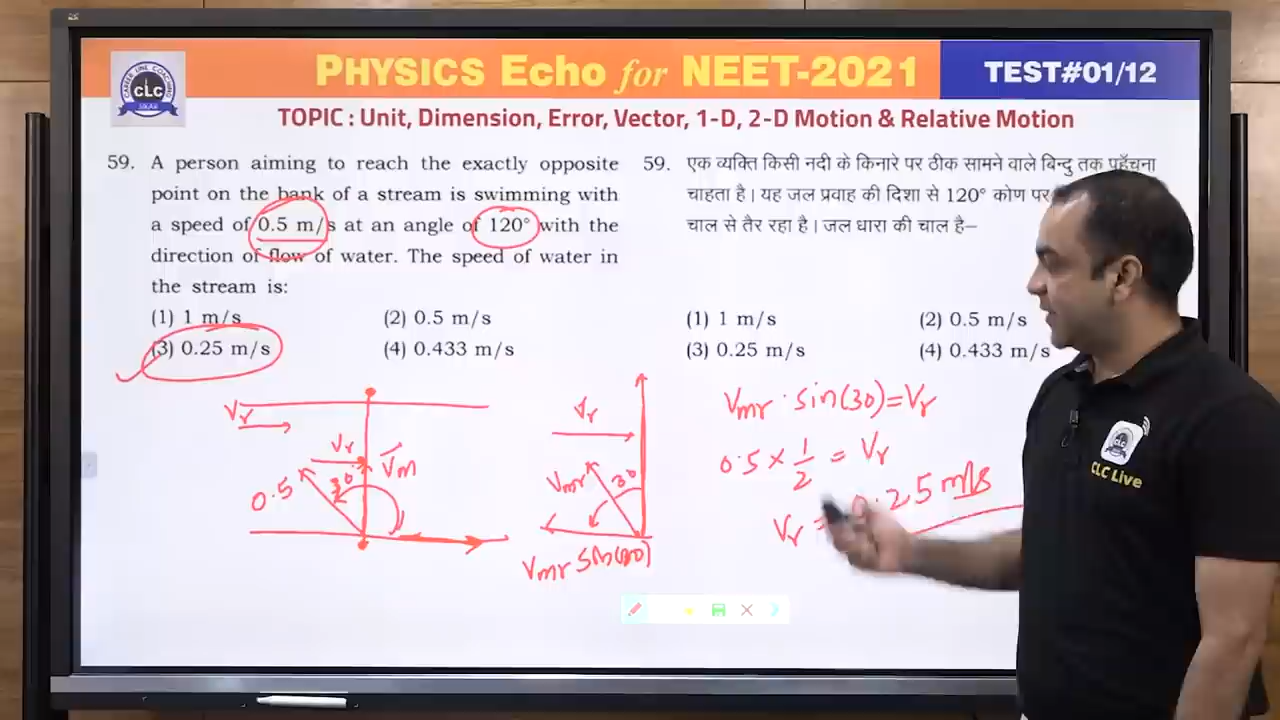 PHYSICS Echo for NEET-2021
TEST#01/12
CLC
TOPIC : Unit, Dimension, Error, Vector, 1-D, 2-D Motion & Relative Motion
59. A person aiming to reach the exactly opposite
point on the bank of a stream is swimming with
a speed of 0.5 m/s at an angle of 120° with the
direction of flow of water. The speed of water in
the stream is:
(1) 1 m/s (2) 0.5 m/s
(3) 0.25 m/s (4) 0.433 m/s
59. एक व्यक्ति किसी नदी के किनारे पर ठीक सामने वाले बिन्दु तक पहुँचना
चाहता है। यह जल प्रवाह की दिशा से 120° कोण पर
चाल से तैर रहा है। जल धारा की चाल है–
(1) 1 m/s (2) 0.5 m/s
(3) 0.25 m/s (4) 0.433 m/s
Vr
Vr
Vm
0.5
30°
Vr
Vmr
30
Vmr sin(30)
Vmr · sin(30) = Vr
0.5 × 1/2 = Vr
Vr = 0.25 m/s
CLC Live